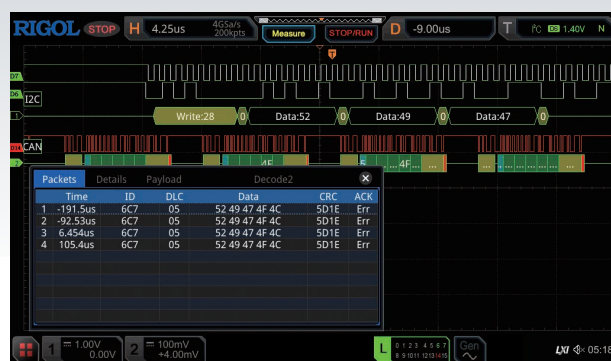 RIGOL STOP H 4.25us 4GSa/s 200kpts Measure STOP/RUN D -9.00us T I²C D5 1.40V N
D7
D6 I2C
1 Write:28 0 Data:52 0 Data:49 0 Data:47 0
CAN
2 4F 4F
Packets Details Payload Decode2
Time ID DLC Data CRC ACK
1 -191.5us 6C7 05 52 49 47 4F 4C 5D1E Err
2 -92.53us 6C7 05 52 49 47 4F 4C 5D1E Err
3 6.454us 6C7 05 52 49 47 4F 4C 5D1E Err
4 105.4us 6C7 05 52 49 47 4F 4C 5D1E Err
1 1.00V 0.00V 2 100mV +4.00mV L 0 1 2 3 4 5 6 7 8 9 10 11 12 13 14 15 Gen LXI 05:18